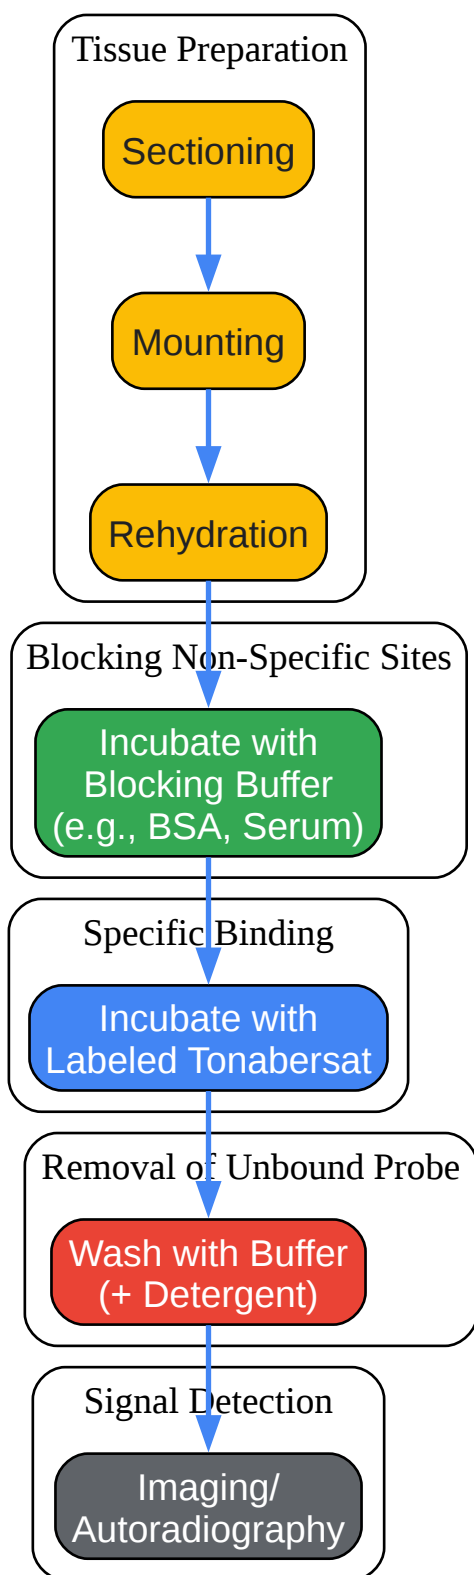 Tissue Preparation
Sectioning
Mounting
Rehydration
Blocking Non-Specific Sites
Incubate with
Blocking Buffer
(e.g., BSA, Serum)
Specific Binding
Incubate with
Labeled Tonabersat
Removal of Unbound Probe
Wash with Buffer
(+ Detergent)
Signal Detection
Imaging/
Autoradiography